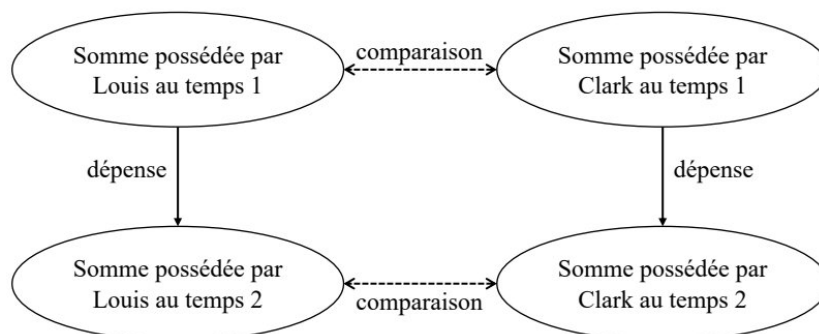 Somme possédée par
Louis au temps 1
comparaison
Somme possédée par
Clark au temps 1
dépense
dépense
Somme possédée par
Louis au temps 2
comparaison
Somme possédée par
Clark au temps 2